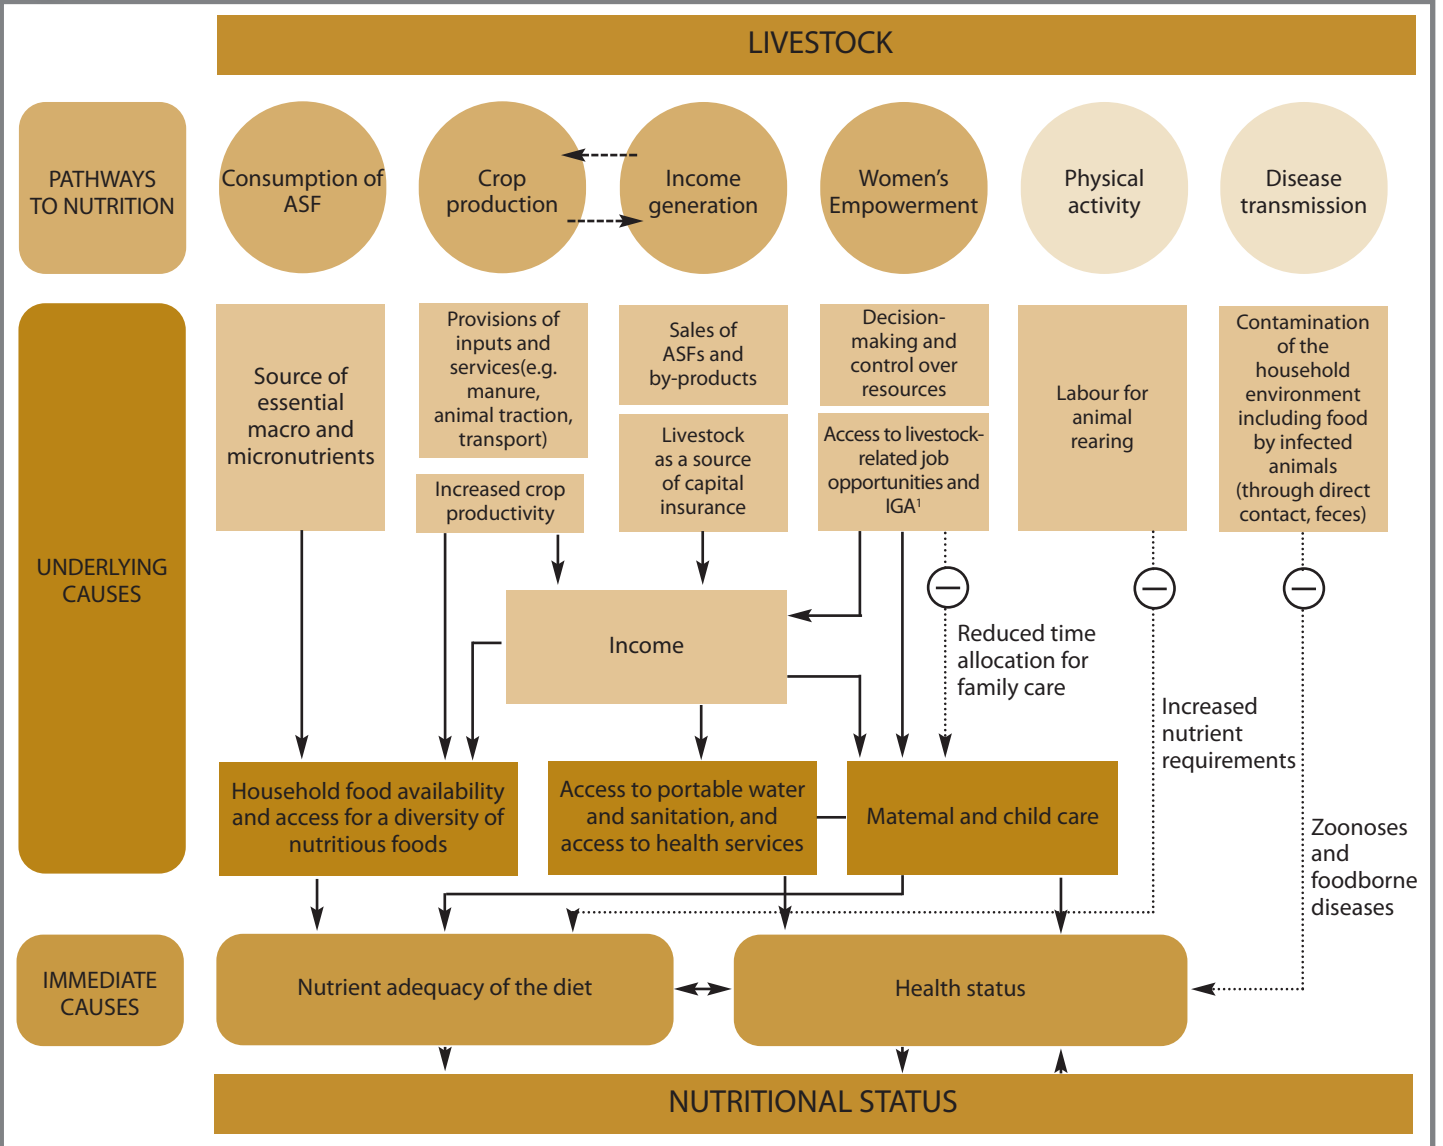 LIVESTOCK
PATHWAYS
TO NUTRITION
Consumption of
ASF
Crop
production
Income
generation
Women's
Empowerment
Physical
activity
Disease
transmission
UNDERLYING
CAUSES
Source of
essential
macro and
micronutrients
Provisions of
inputs and
services(e.g.
manure,
animal traction,
transport)
Increased crop
productivity
Sales of
ASFs and
by-products
Livestock
as a source
of capital
insurance
Decision-
making and
control over
resources
Access to livestock-
related job
opportunities and
IGA¹
Labour for
animal
rearing
Contamination
of the
household
environment
including food
by infected
animals
(through direct
contact, feces)
Income
Reduced time
allocation for
family care
Increased
nutrient
requirements
Zoonoses
and
foodborne
diseases
Household food availability
and access for a diversity of
nutritious foods
Access to portable water
and sanitation, and
access to health services
Matemal and child care
IMMEDIATE
CAUSES
Nutrient adequacy of the diet
Health status
NUTRITIONAL STATUS